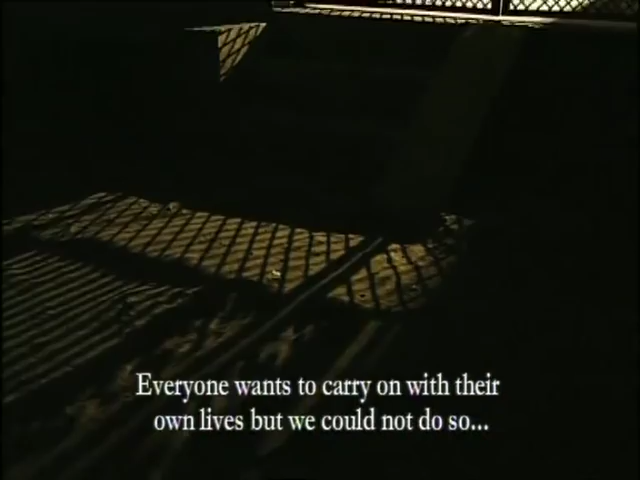 Everyone wants to carry on with their
own lives but we could not do so...